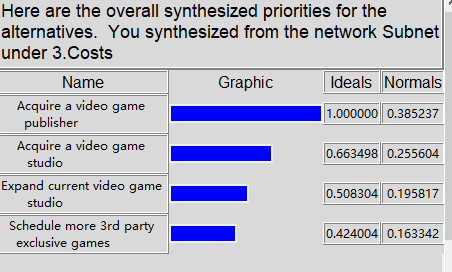 Here are the overall synthesized priorities for the
alternatives. You synthesized from the network Subnet
under 3.Costs
Name Graphic Ideals Normals
Acquire a video game
publisher
1.000000 0.385237
Acquire a video game
studio
0.663498 0.255604
Expand current video game
studio
0.508304 0.195817
Schedule more 3rd party
exclusive games
0.424004 0.163342